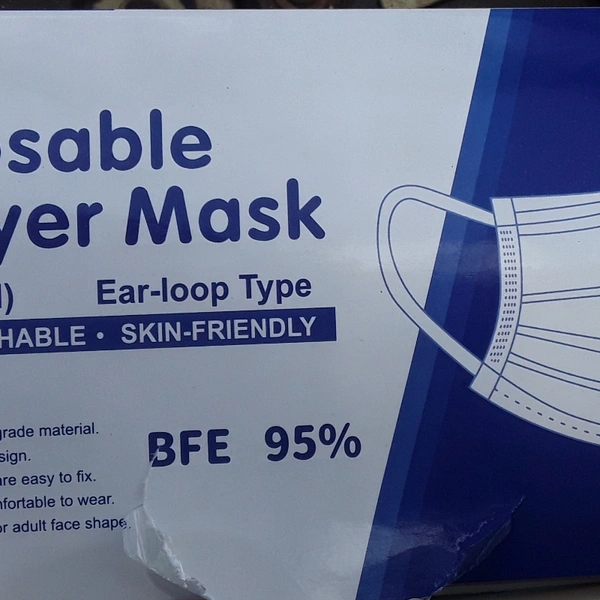 osable
yer Mask
l) Ear-loop Type
HABLE • SKIN-FRIENDLY
grade material.
sign.
are easy to fix.
nfortable to wear.
or adult face shape.
BFE 95%